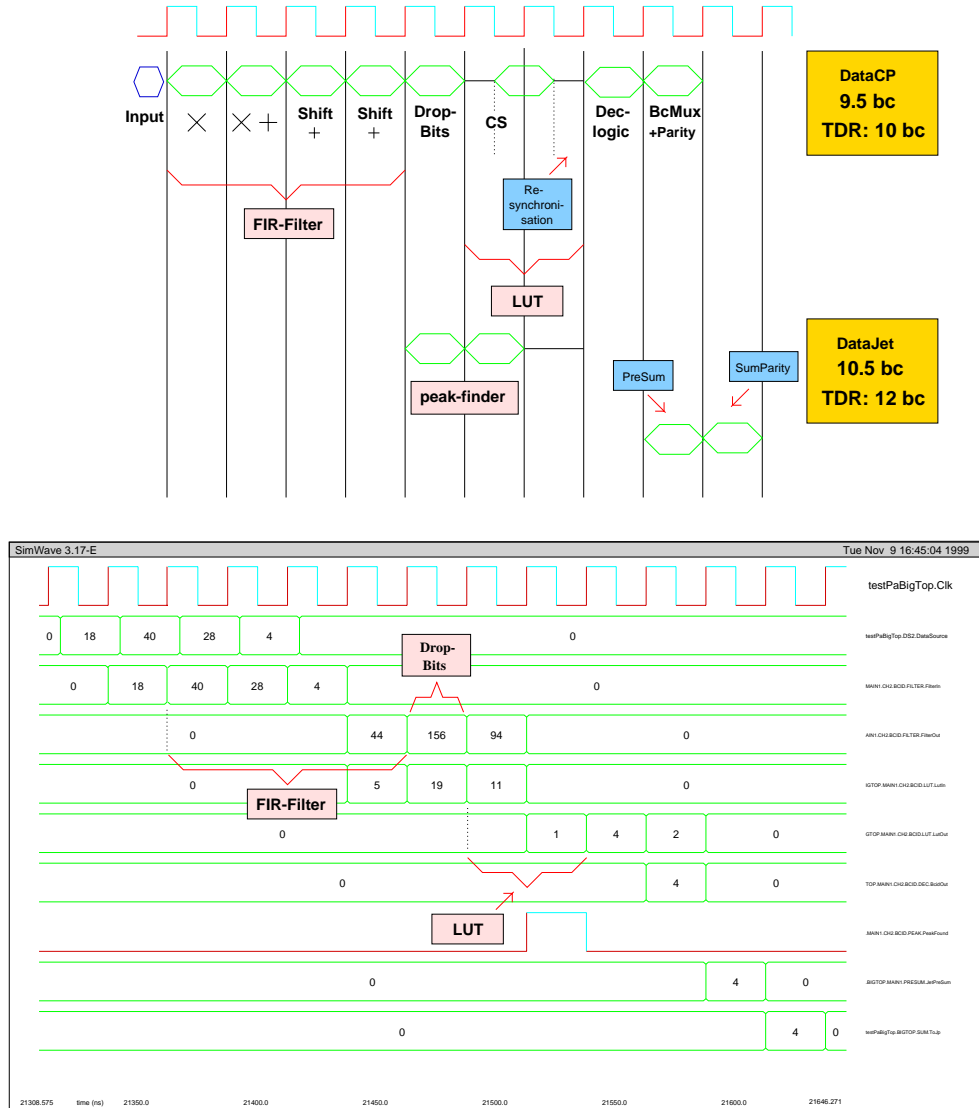 Input
× × + Shift + Shift +
Drop-Bits
CS
Dec-logic
BcMux +Parity
DataCP
9.5 bc
TDR: 10 bc
FIR-Filter
Re-
synchroni-
sation
LUT
peak-finder
PreSum
SumParity
DataJet
10.5 bc
TDR: 12 bc
SimWave 3.17-E Tue Nov 9 16:45:04 1999
testPaBigTop.Clk
0 18 40 28 4 0 testPaBigTop.DS2.DataSource
Drop-
Bits
0 18 40 28 4 0 MAIN1.CH2.BCID.FILTER.FilterIn
0 44 156 94 0 AIN1.CH2.BCID.FILTER.FilterOut
0 5 19 11 0 IGTOP.MAIN1.CH2.BCID.LUT.LutIn
FIR-Filter
0 1 4 2 0 GTOP.MAIN1.CH2.BCID.LUT.LutOut
0 4 0 TOP.MAIN1.CH2.BCID.DEC.BcidOut
LUT
.MAIN1.CH2.BCID.PEAK.PeakFound
0 4 0 .BIGTOP.MAIN1.PRESUM.JetPreSum
0 4 0 testPaBigTop.BIGTOP.SUM.ToJp
21308.575 time (ns) 21350.0 21400.0 21450.0 21500.0 21550.0 21600.0 21646.271